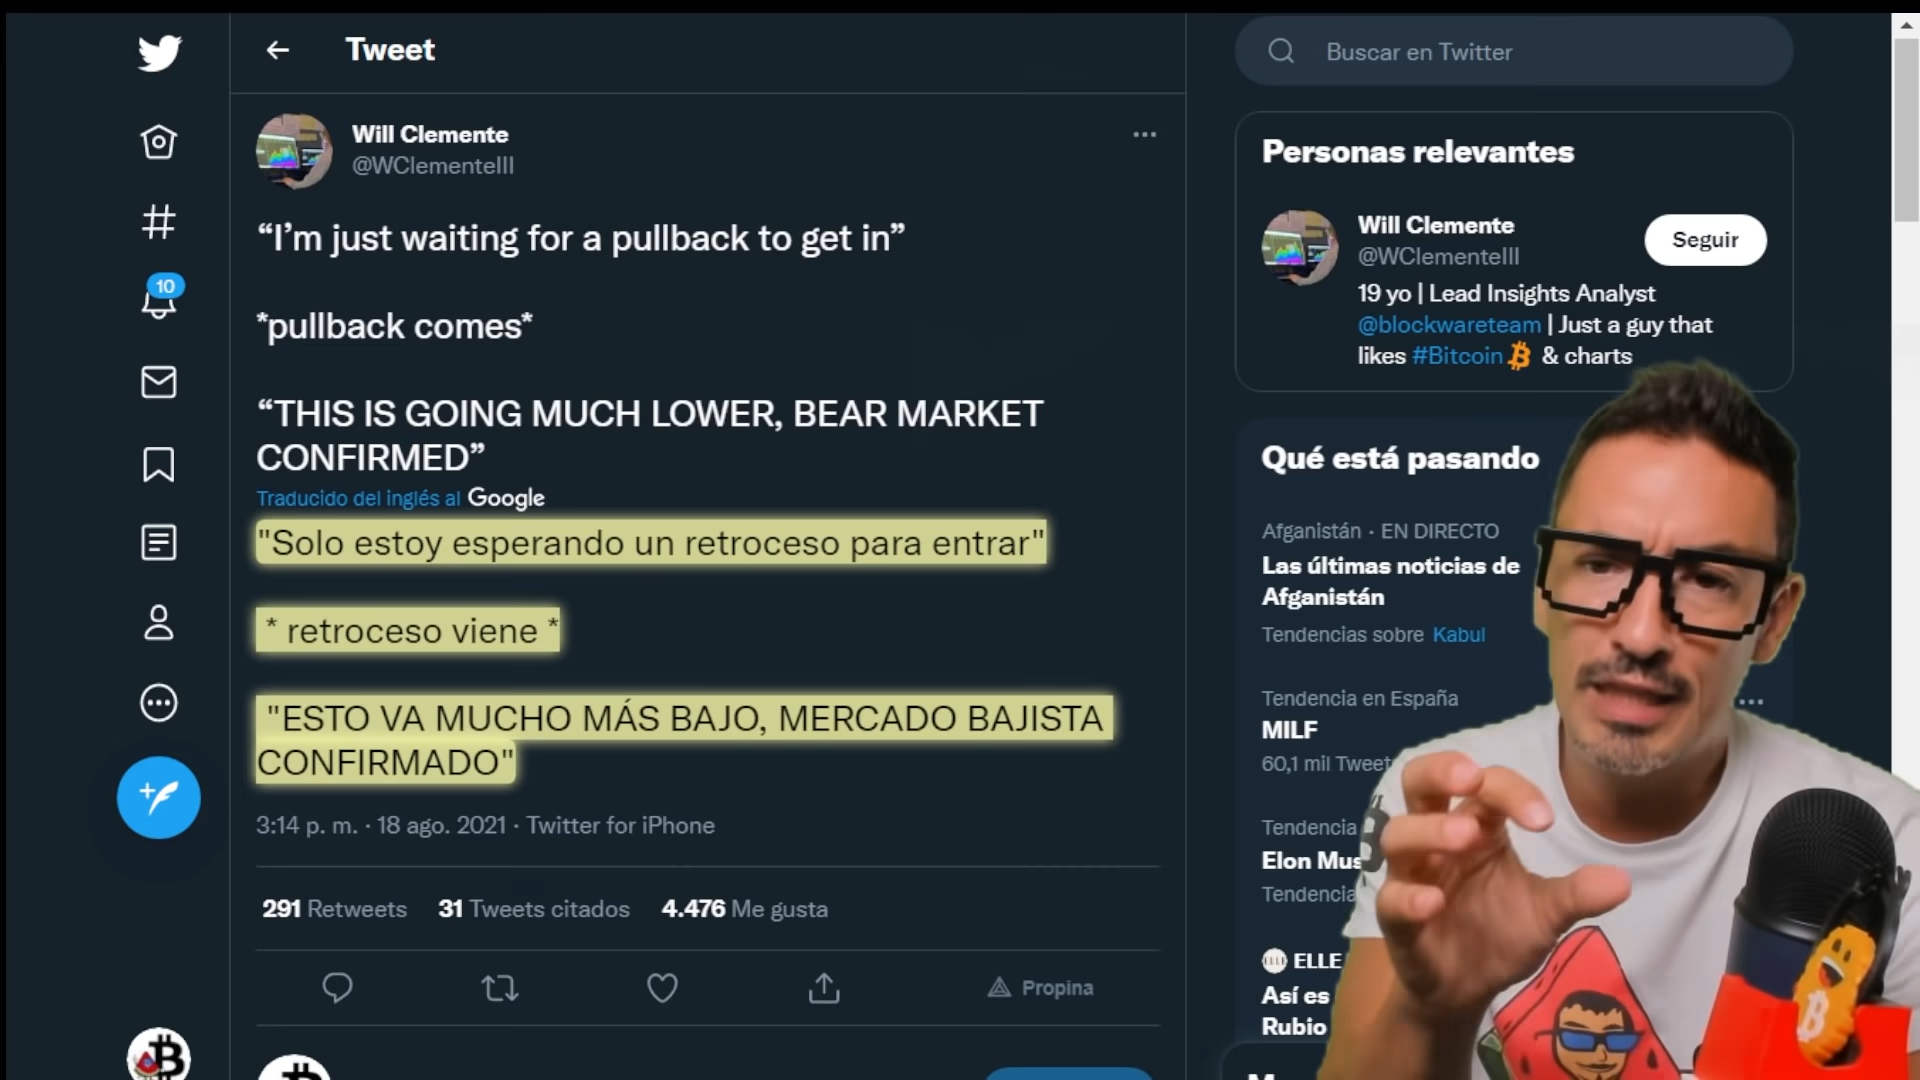 Tweet
Will Clemente
@WClementeIII
“I’m just waiting for a pullback to get in”
*pullback comes*
“THIS IS GOING MUCH LOWER, BEAR MARKET
CONFIRMED”
Traducido del inglés al Google
"Solo estoy esperando un retroceso para entrar"
* retroceso viene *
"ESTO VA MUCHO MÁS BAJO, MERCADO BAJISTA
CONFIRMADO"
3:14 p. m. · 18 ago. 2021 · Twitter for iPhone
291 Retweets 31 Tweets citados 4.476 Me gusta
Propina
10
Buscar en Twitter
Personas relevantes
Will Clemente
@WClementeIII
Seguir
19 yo | Lead Insights Analyst
@blockwareteam | Just a guy that
likes #Bitcoin & charts
Qué está pasando
Afganistán · EN DIRECTO
Las últimas noticias de
Afganistán
Tendencias sobre Kabul
Tendencia en España
MILF
60,1 mil Tweet
Tendencia
Elon Mus
Tendencia
ELLE
Así es
Rubio